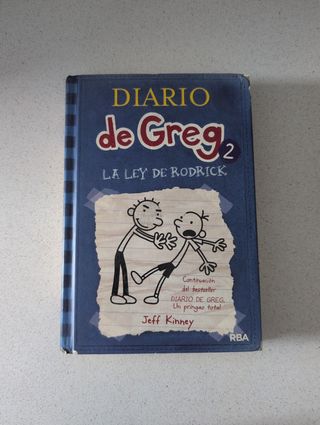 DIARIO
de Greg 2
LA LEY DE RODRICK
Continuación
del bestseller
DIARIO DE GREG,
Un pringao total
Jeff Kinney
RBA